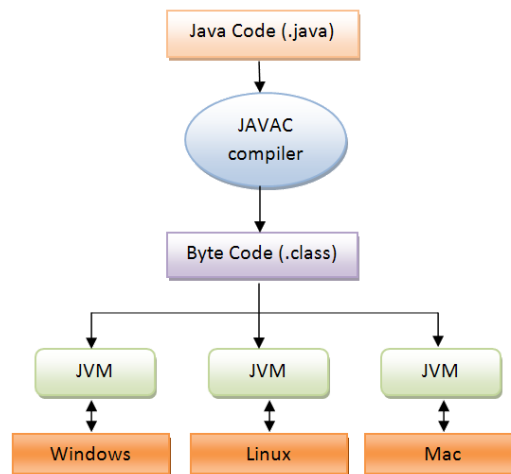 Java Code (.java)
JAVAC
compiler
Byte Code (.class)
JVM
JVM
JVM
Windows
Linux
Mac